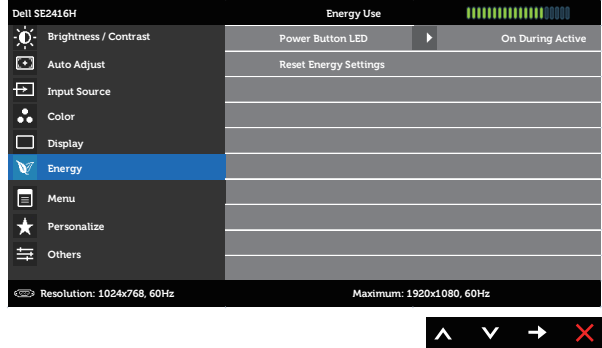 Dell SE2416H Energy Use
Brightness / Contrast Power Button LED On During Active
Auto Adjust Reset Energy Settings
Input Source
Color
Display
Energy
Menu
Personalize
Others
Resolution: 1024x768, 60Hz Maximum: 1920x1080, 60Hz